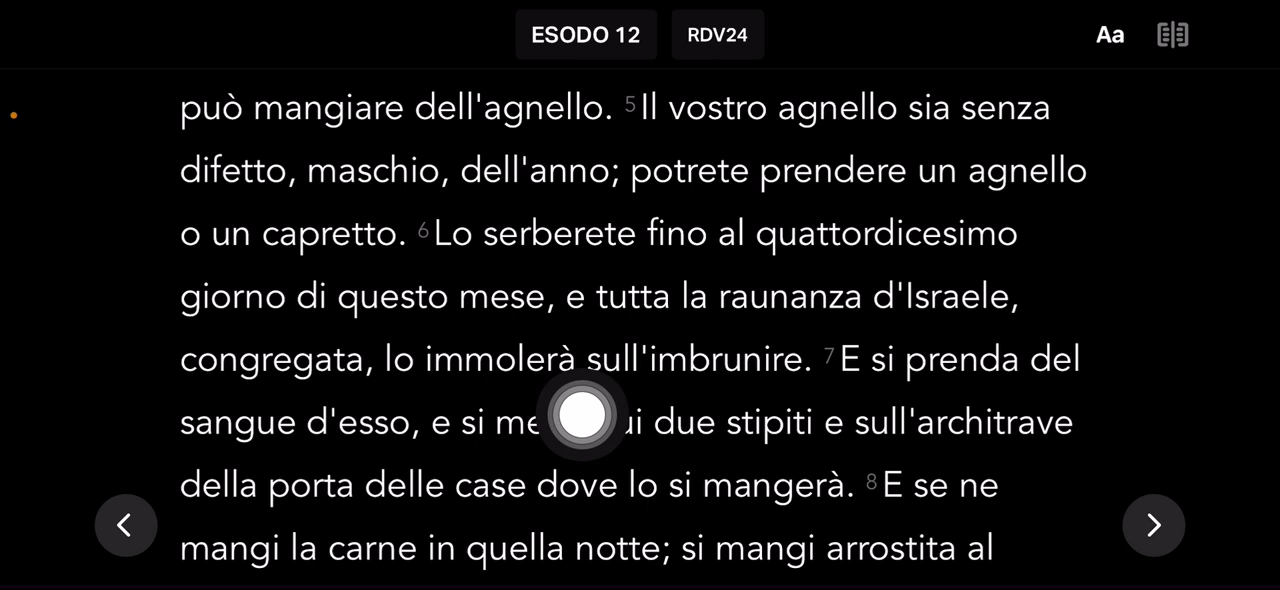 ESODO 12 RDV24 Aa
può mangiare dell'agnello. 5 Il vostro agnello sia senza
difetto, maschio, dell'anno; potrete prendere un agnello
o un capretto. 6 Lo serberete fino al quattordicesimo
giorno di questo mese, e tutta la raunanza d'Israele,
congregata, lo immolerà sull'imbrunire. 7 E si prenda del
sangue d'esso, e si due stipiti e sull'architrave
della porta delle case dove lo si mangerà. 8 E se ne
mangi la carne in quella notte; si mangi arrostita al